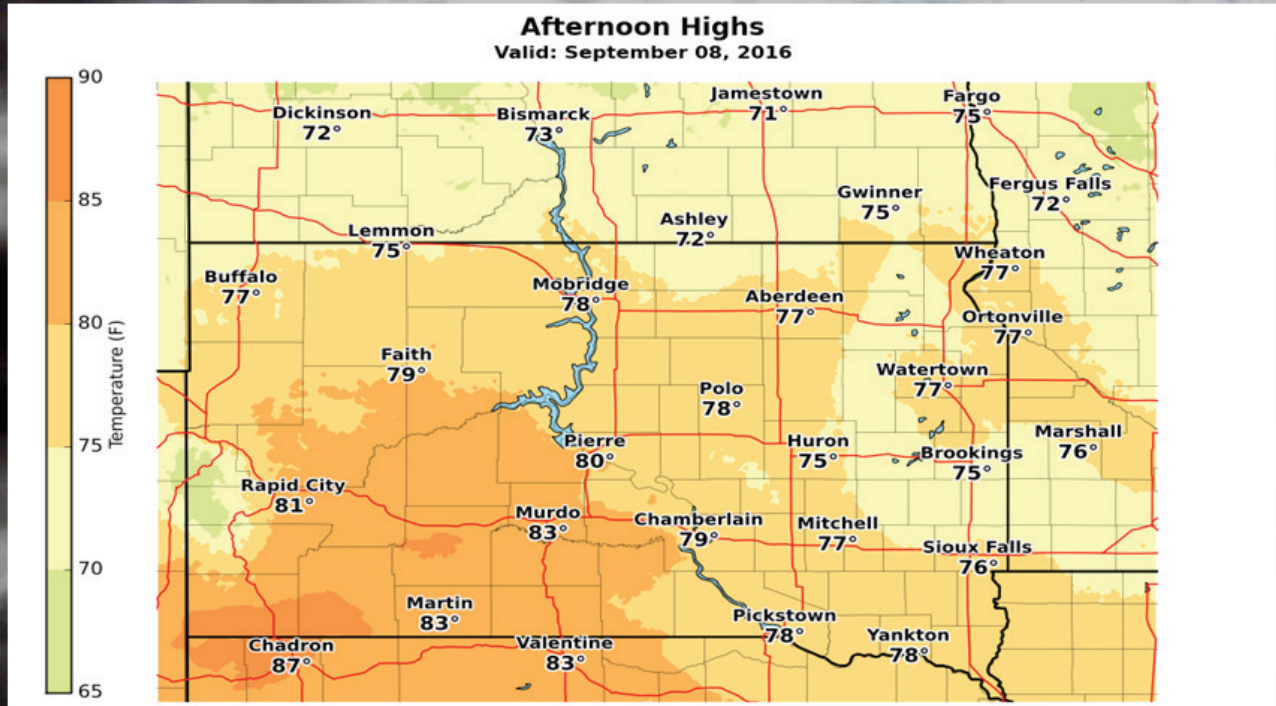 Afternoon Highs
Valid: September 08, 2016
90
85
80
75
70
65
Temperature (F)
Dickinson
72°
Bismarck
73°
Jamestown
71°
Fargo
75°
Gwinner
75°
Fergus Falls
72°
Lemmon
75°
Ashley
72°
Wheaton
77°
Buffalo
77°
Mobridge
78°
Aberdeen
77°
Ortonville
77°
Faith
79°
Polo
78°
Watertown
77°
Pierre
80°
Huron
75°
Brookings
75°
Marshall
76°
Rapid City
81°
Murdo
83°
Chamberlain
79°
Mitchell
77°
Sioux Falls
76°
Martin
83°
Pickstown
78°
Chadron
87°
Valentine
83°
Yankton
78°